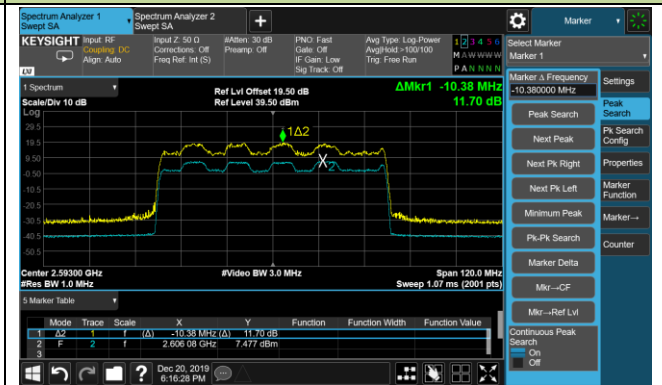 Spectrum Analyzer 1
Swept SA
Spectrum Analyzer 2
Swept SA
+
Marker
KEYSIGHT
Input: RF
Coupling: DC
Align: Auto
Input Z: 50 Ω
Corrections: Off
Freq Ref: Int (S)
#Atten: 30 dB
Preamp: Off
PNO: Fast
Gate: Off
IF Gain: Low
Sig Track: Off
Avg Type: Log-Power
Avg|Hold:>100/100
Trig: Free Run
1 2 3 4 5 6
M A W W W W
P A N N N N
LXI
Select Marker
Marker 1
1 Spectrum
Scale/Div 10 dB
Ref Lvl Offset 19.50 dB
Ref Level 39.50 dBm
ΔMkr1 -10.38 MHz
11.70 dB
Log
29.5
19.5
9.50
-0.50
-10.5
-20.5
-30.5
-40.5
-50.5
1Δ2
X2
Center 2.59300 GHz
#Res BW 1.0 MHz
#Video BW 3.0 MHz
Span 120.0 MHz
Sweep 1.07 ms (2001 pts)
5 Marker Table
Mode Trace Scale X Y Function Function Width Function Value
1 Δ2 1 f (Δ) -10.38 MHz (Δ) 11.70 dB
2 F 2 f 2.606 08 GHz 7.477 dBm
3
Marker Δ Frequency
-10.380000 MHz
Peak Search
Next Peak
Next Pk Right
Next Pk Left
Minimum Peak
Pk-Pk Search
Marker Delta
Mkr→CF
Mkr→Ref Lvl
Continuous Peak
Search
On
Off
Settings
Peak
Search
Pk Search
Config
Properties
Marker
Function
Marker→
Counter
?
Dec 20, 2019
6:16:28 PM